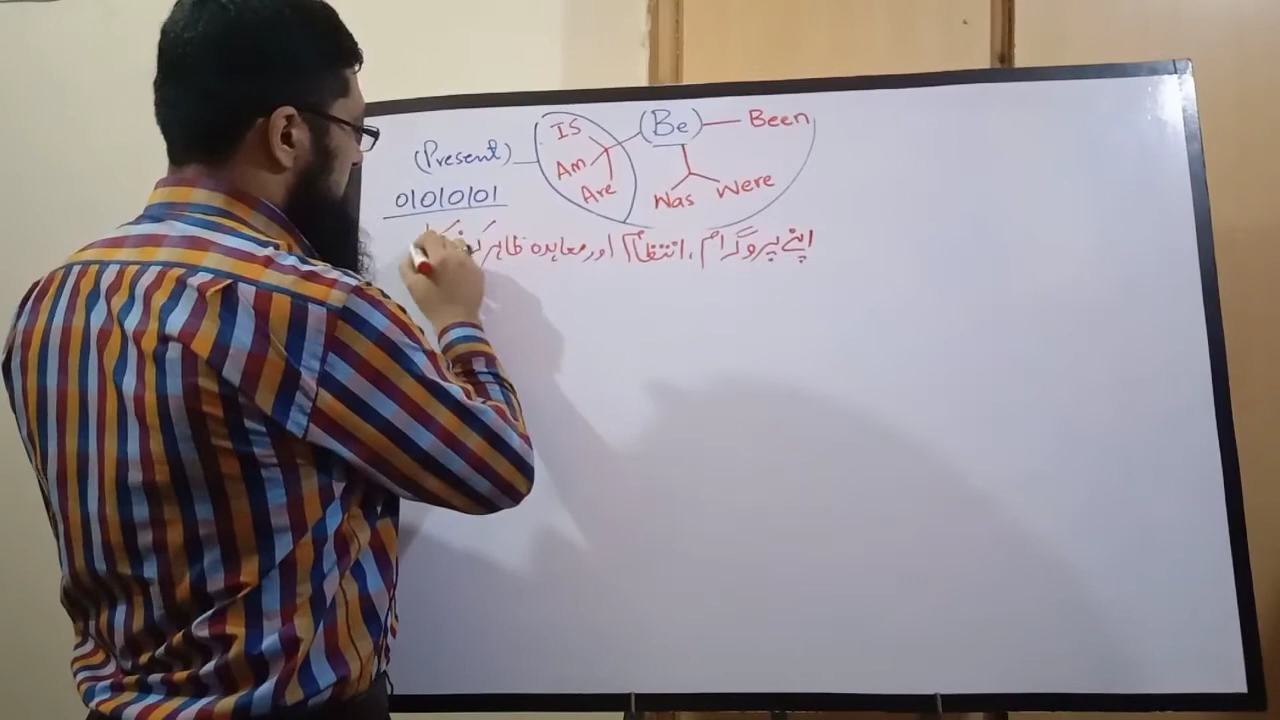 Is (Be) Been
(Present) Am
Are Was Were
01010101
اپنے پروگرام، انتظام اور معاہدہ ظاہر